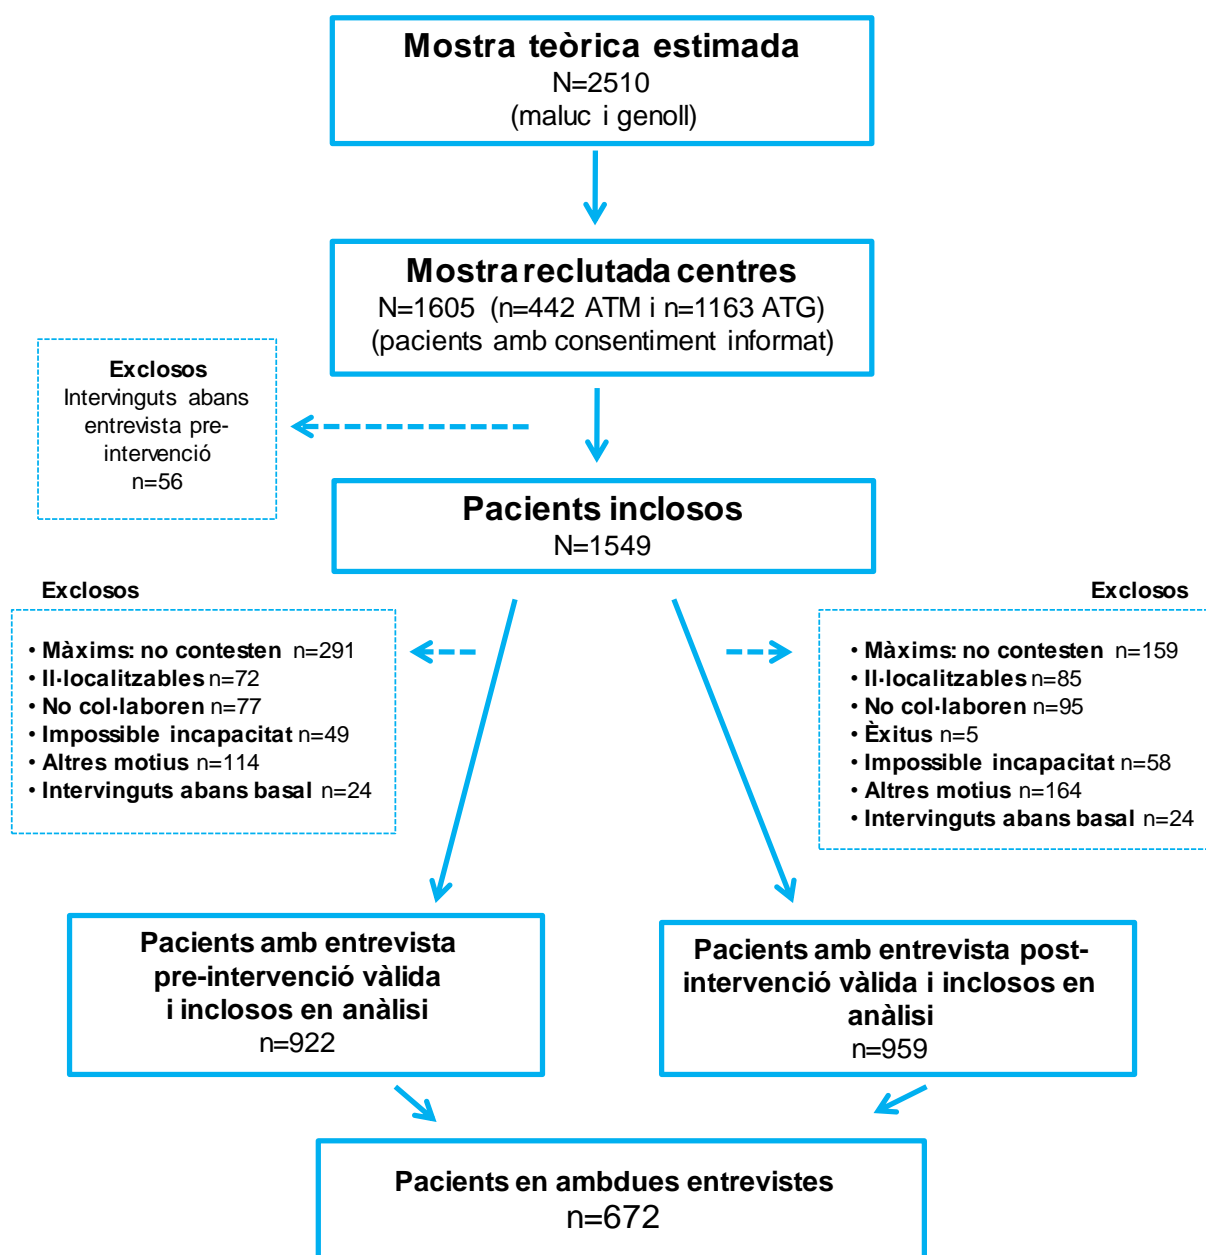 Mostra teòrica estimada
N=2510
(maluc i genoll)
Mostra reclutada centres
N=1605 (n=442 ATM i n=1163 ATG)
(pacients amb consentiment informat)
Exclosos
Intervinguts abans
entrevista pre-
intervenció
n=56
Pacients inclosos
N=1549
Exclosos
• Màxims: no contesten n=291
• Il·localitzables n=72
• No col·laboren n=77
• Impossible incapacitat n=49
• Altres motius n=114
• Intervinguts abans basal n=24
Exclosos
• Màxims: no contesten n=159
• Il·localitzables n=85
• No col·laboren n=95
• Èxitus n=5
• Impossible incapacitat n=58
• Altres motius n=164
• Intervinguts abans basal n=24
Pacients amb entrevista
pre-intervenció vàlida
i inclosos en anàlisi
n=922
Pacients amb entrevista post-
intervenció vàlida i inclosos en
anàlisi
n=959
Pacients en ambdues entrevistes
n=672